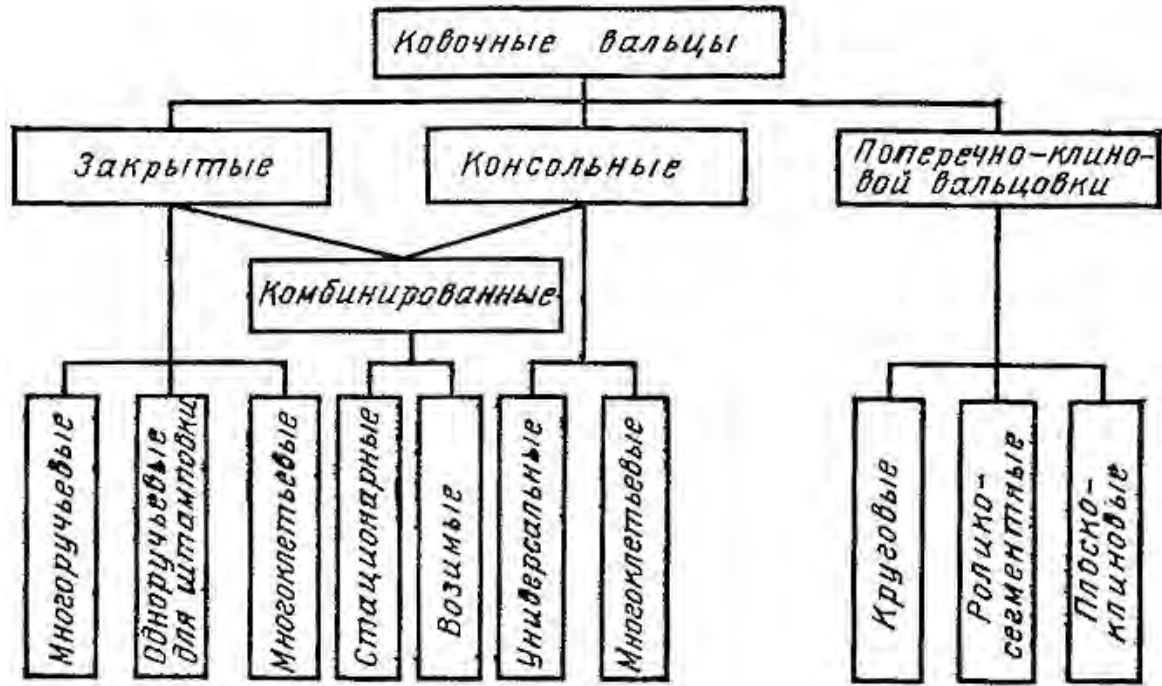 Ковочные вальцы
Закрытые
Консольные
Поперечно-клино-
вой вальцовки
Комбинированные
Многоручьевые
Одноручьевые
для штамповки
Многоклетьевые
Стационарные
Возимые
Универсальные
Многоклетьевые
Круговые
Ролико-
сегментные
Плоско-
клиновые